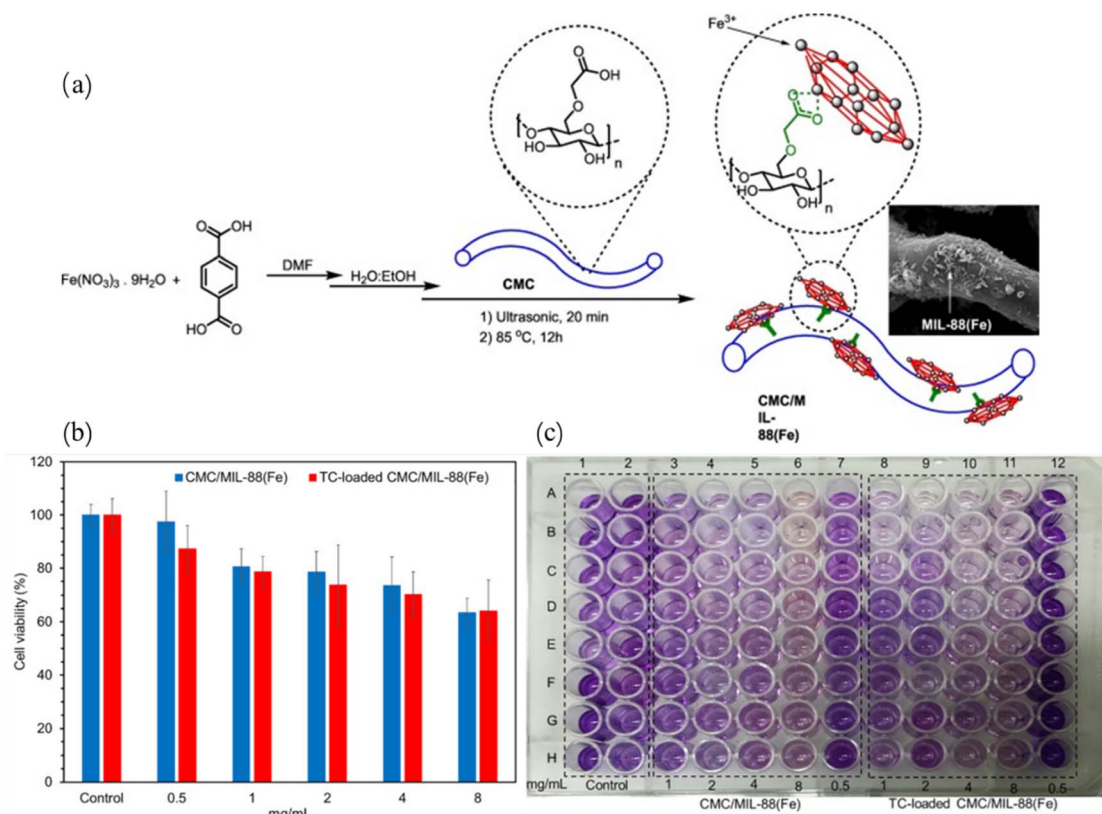 (a)
O
OH
O
O
O
HO
OH
n
Fe³⁺
O
O
O
O
O
HO
OH
n
O
OH
Fe(NO₃)₃ . 9H₂O +
OH
O
DMF
H₂O:EtOH
CMC
1) Ultrasonic, 20 min
2) 85 °C, 12h
MIL-88(Fe)
CMC/M
IL-
88(Fe)
(b)
CMC/MIL-88(Fe)
TC-loaded CMC/MIL-88(Fe)
Cell viability (%)
120
100
80
60
40
20
0
Control 0.5 1 2 4 8
mg/mL
(c)
1 2 3 4 5 6 7 8 9 10 11 12
A
B
C
D
E
F
G
H
mg/mL Control 1 2 4 8 0.5 1 2 4 8 0.5
CMC/MIL-88(Fe) TC-loaded CMC/MIL-88(Fe)